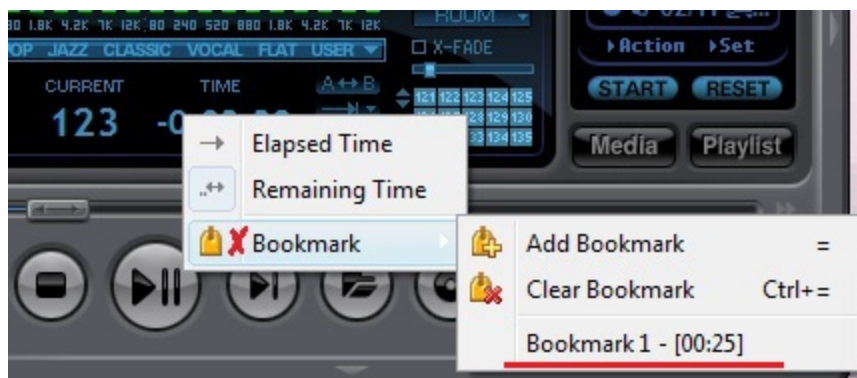 ROOM
80 1.8K 4.2K 7K 12K 80 240 520 880 1.8K 4.2K 7K 12K
POP JAZZ CLASSIC VOCAL FLAT USER
X-FADE
Action Set
CURRENT TIME A B
START RESET
121 122 123 124 125
123
128 129 130
133 134 135
Media Playlist
Elapsed Time
Remaining Time
Bookmark
Add Bookmark =
Clear Bookmark Ctrl+=
Bookmark 1 - [00:25]